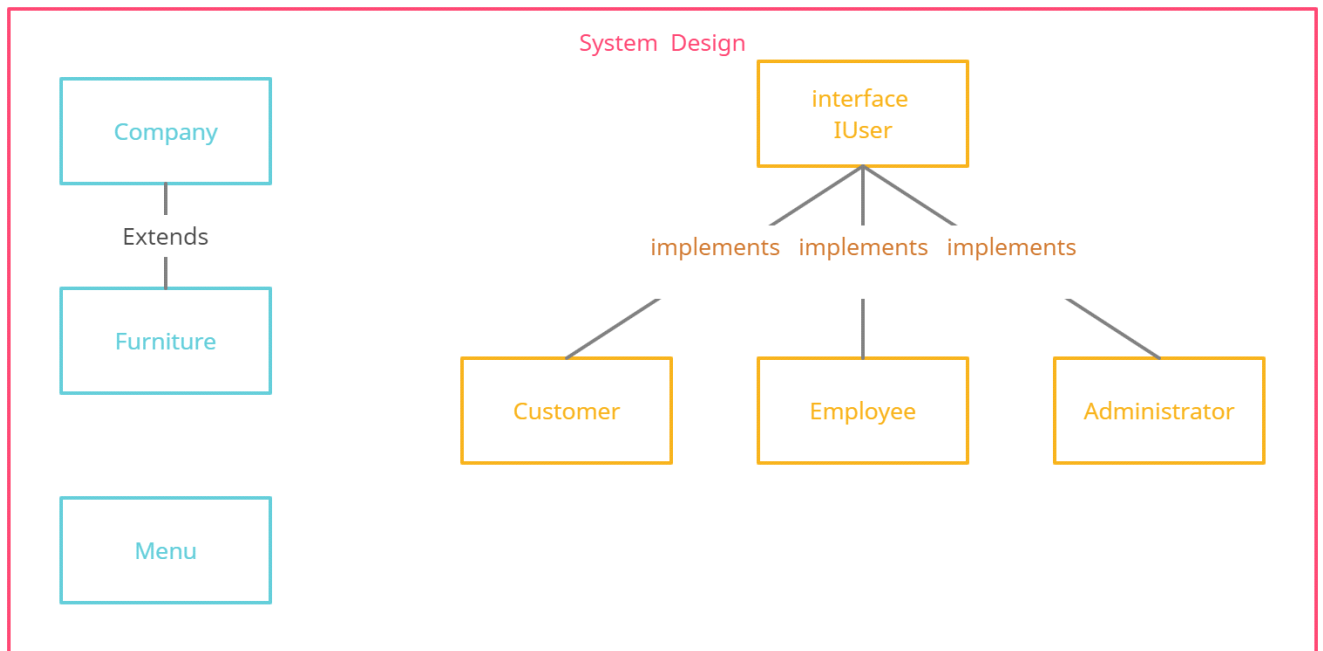 System Design
interface
IUser
Company
Extends
implements implements implements
Furniture
Customer
Employee
Administrator
Menu